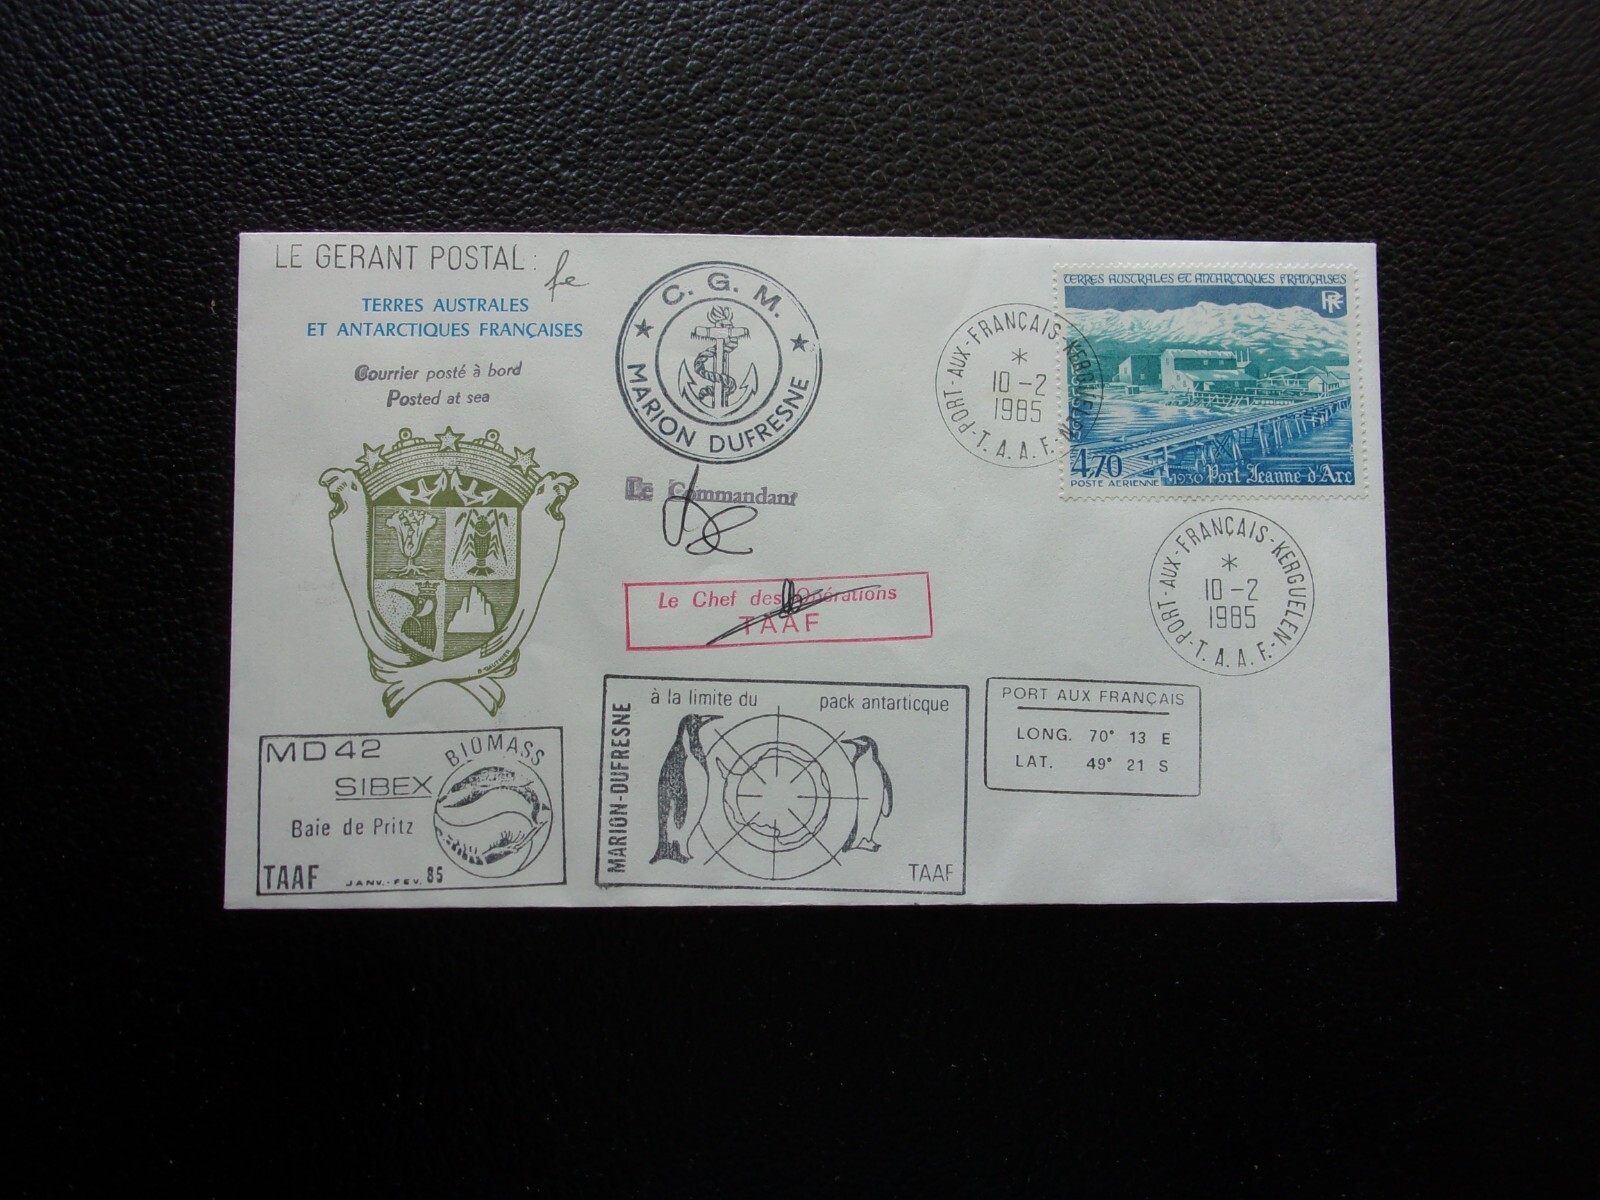 LE GERANT POSTAL :
TERRES AUSTRALES
ET ANTARCTIQUES FRANÇAISES
Courrier posté à bord
Posted at sea
C. G. M.
MARION DUFRESNE
Le Commandant
Le Chef des Opérations
TAAF
PORT-AUX-FRANÇAIS-KERGUELEN
10-2
1985
T.A.A.F.
TERRES AUSTRALES ET ANTARCTIQUES FRANÇAISES
RF
4,70
POSTE AERIENNE
1930 Port Jeanne d'Arc
PORT-AUX-FRANÇAIS-KERGUELEN
10-2
1985
T.A.A.F.
MD42
SIBEX
BIOMASS
Baie de Pritz
TAAF JANV.-FEV. 85
MARION-DUFRESNE
à la limite du pack antarticque
TAAF
PORT AUX FRANÇAIS
LONG. 70° 13 E
LAT. 49° 21 S